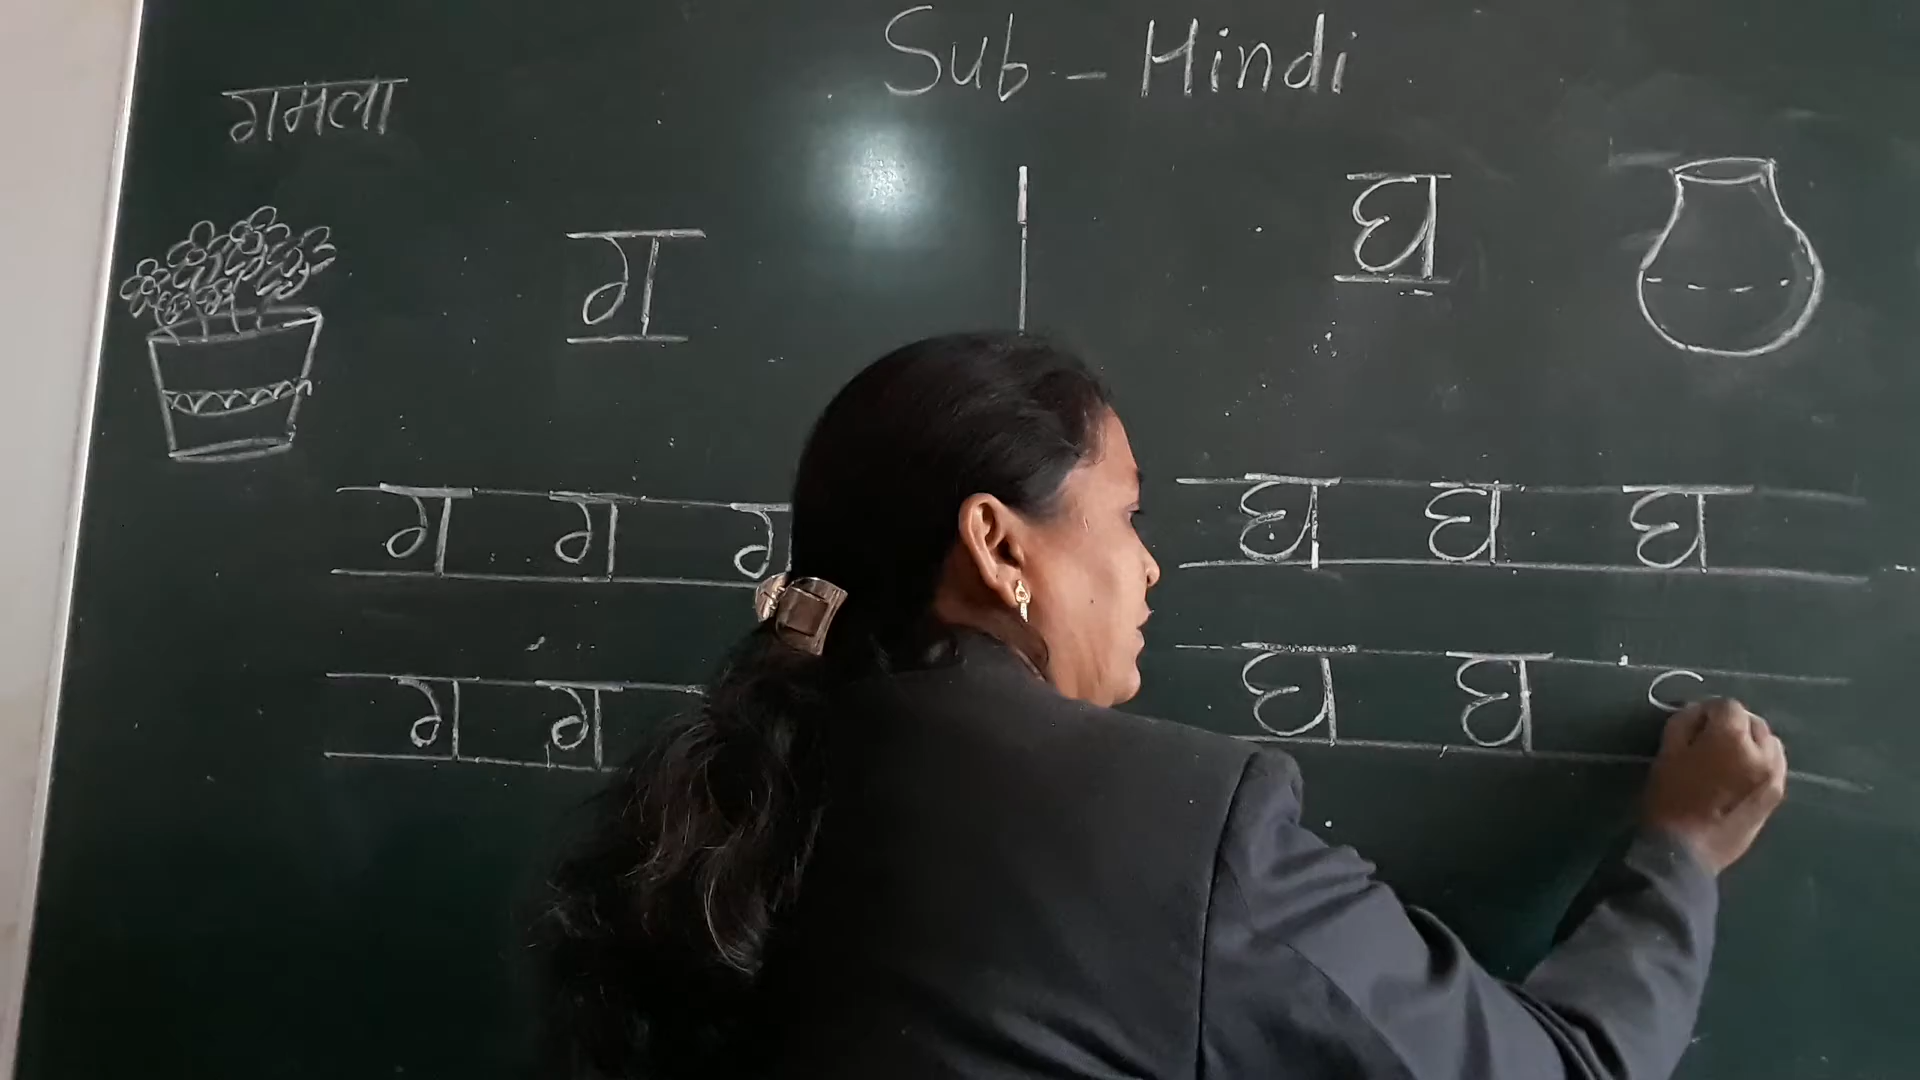 Sub - Hindi
गमला
ग
घ
ग ग ग
घ घ घ
ग ग
घ घ